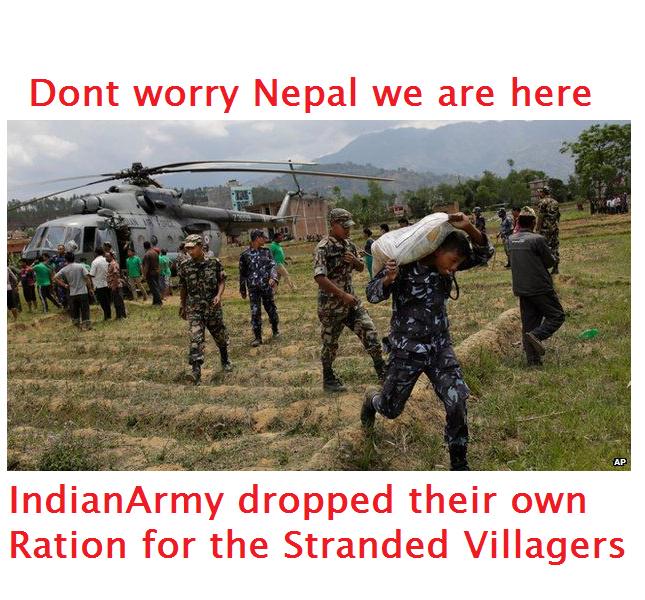 Dont worry Nepal we are here
AP
IndianArmy dropped their own
Ration for the Stranded Villagers